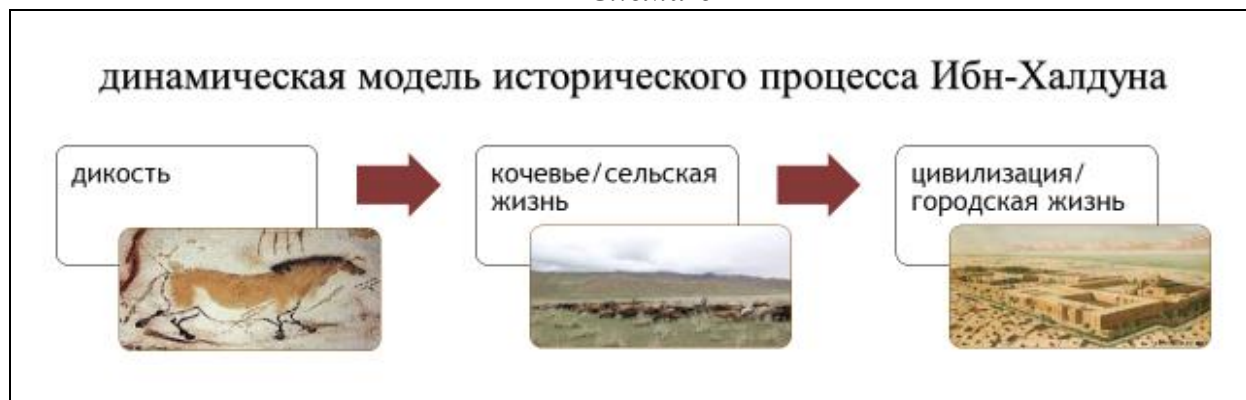 динамическая модель исторического процесса Ибн-Халдуна
дикость
кочевье/сельская
жизнь
цивилизация/
городская жизнь